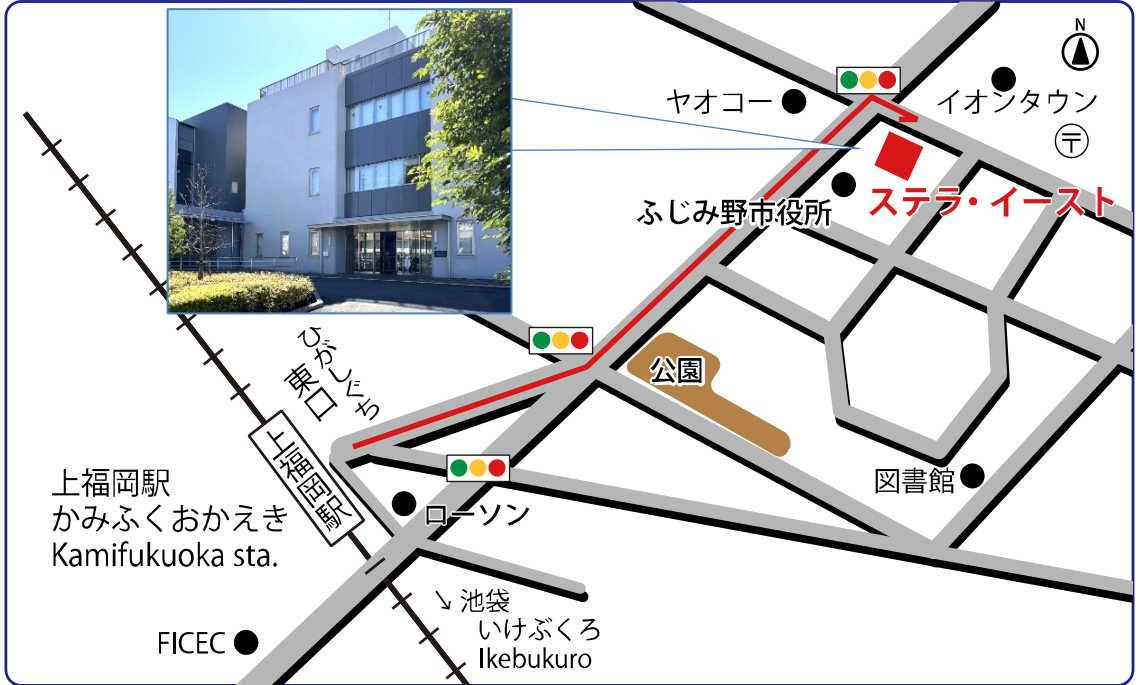 N
ヤオコー
イオンタウン
〒
ふじみ野市役所
ステラ・イースト
ひがしぐち
東口
公園
上福岡駅
上福岡駅
かみふくおかえき
Kamifukuoka sta.
ローソン
図書館
↘ 池袋
いけぶくろ
Ikebukuro
FICEC